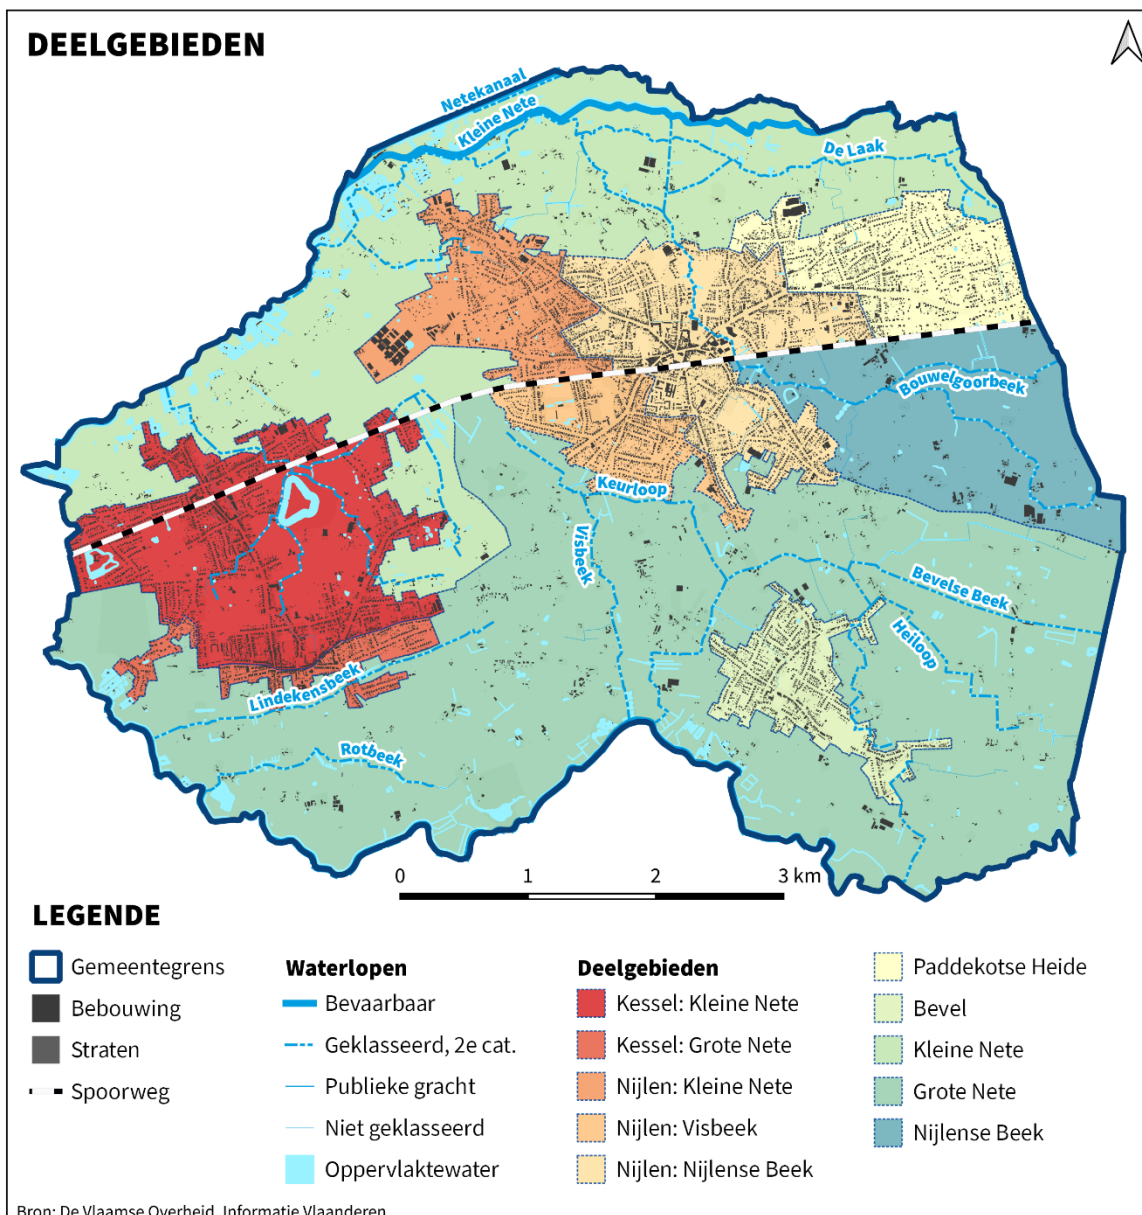 DEELGEBIEDEN
Netekanaal
Kleine Nete
De Laak
Bouwelgoorbeek
Keurloop
Visbeek
Bevelse Beek
Heiloop
Lindekensbeek
Rotbeek
0 1 2 3 km
LEGENDE
Gemeentegrens
Bebouwing
Straten
Spoorweg
Waterlopen
Bevaarbaar
Geklasseerd, 2e cat.
Publieke gracht
Niet geklasseerd
Oppervlaktewater
Deelgebieden
Kessel: Kleine Nete
Kessel: Grote Nete
Nijlen: Kleine Nete
Nijlen: Visbeek
Nijlen: Nijlense Beek
Paddekotse Heide
Bevel
Kleine Nete
Grote Nete
Nijlense Beek
Bron: De Vlaamse Overheid, Informatie Vlaanderen